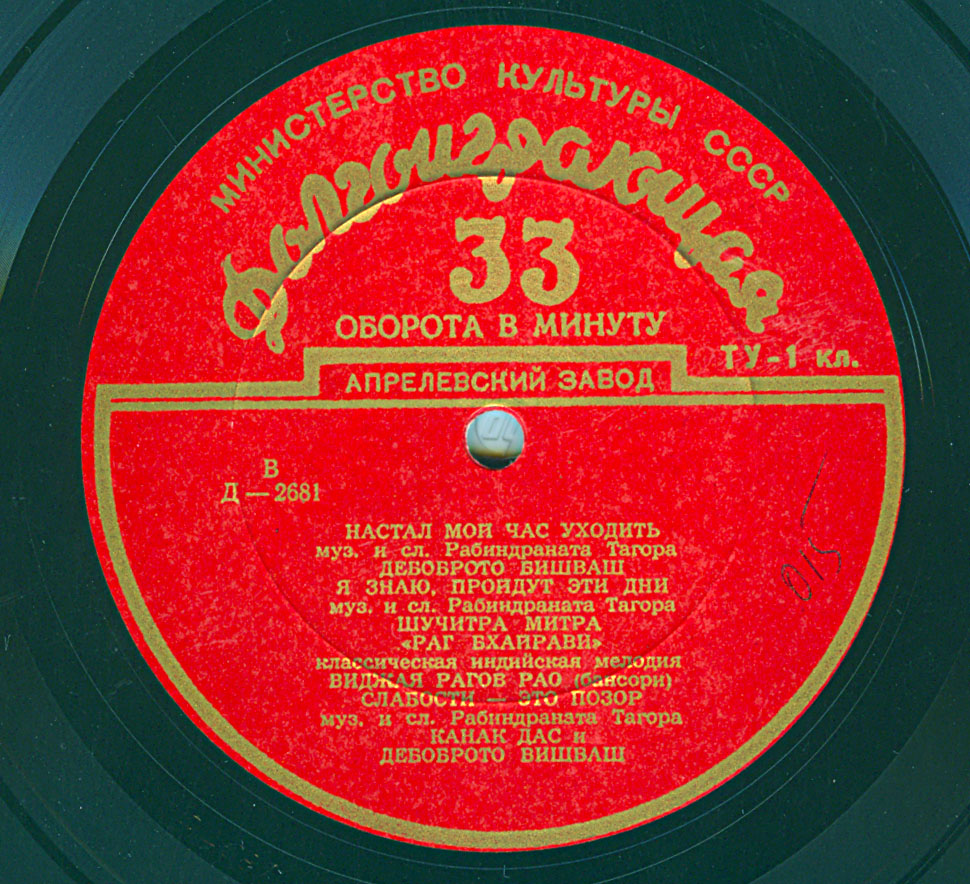 МИНИСТЕРСТВО КУЛЬТУРЫ СССР
Долгоиграющая
33
ОБОРОТА В МИНУТУ
ТУ-1 кл.
АПРЕЛЕВСКИЙ ЗАВОД
В
Д — 2681
НАСТАЛ МОЙ ЧАС УХОДИТЬ
муз. и сл. Рабиндраната Тагора
ДЕБОБРОТО БИШВАШ
Я ЗНАЮ, ПРОЙДУТ ЭТИ ДНИ
муз. и сл. Рабиндраната Тагора
ШУЧИТРА МИТРА
«РАГ БХАЙРАВИ»
классическая индийская мелодия
ВИДЖАЯ РАГОВ РАО (бансори)
СЛАБОСТИ — ЭТО ПОЗОР
муз. и сл. Рабиндраната Тагора
КАНАК ДАС и
ДЕБОБРОТО БИШВАШ